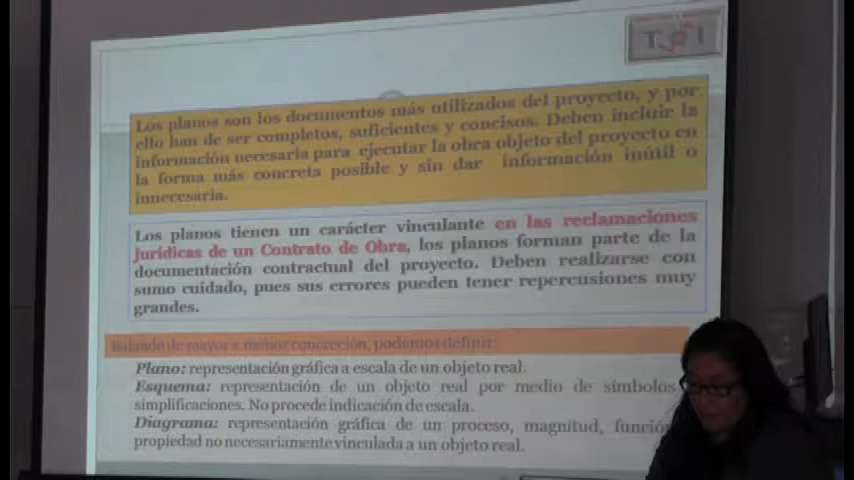 Los planos son los documentos más utilizados del proyecto, y por
ello han de ser completos, suficientes y concisos. Deben incluir la
información necesaria para ejecutar la obra objeto del proyecto en
la forma más concreta posible y sin dar información inútil o
innecesaria.
Los planos tienen un carácter vinculante en las reclamaciones
jurídicas de un Contrato de Obra, los planos forman parte de la
documentación contractual del proyecto. Deben realizarse con
sumo cuidado, pues sus errores pueden tener repercusiones muy
grandes.
de mayor a menor concreción, podemos definir:
Plano: representación gráfica a escala de un objeto real.
Esquema: representación de un objeto real por medio de símbolos
simplificaciones. No procede indicación de escala.
Diagrama: representación gráfica de un proceso, magnitud, función
propiedad no necesariamente vinculada a un objeto real.